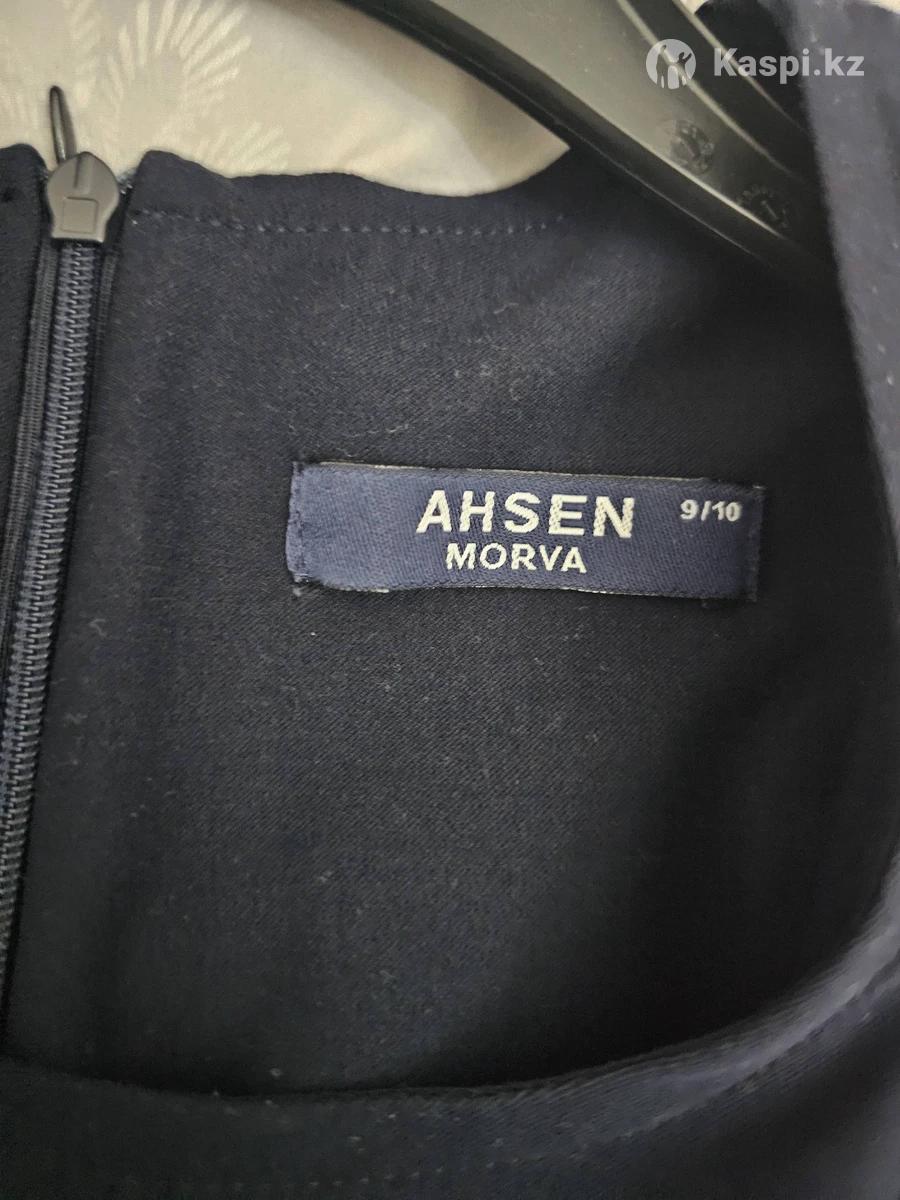 Kaspi.kz
AHSEN 9/10
MORVA